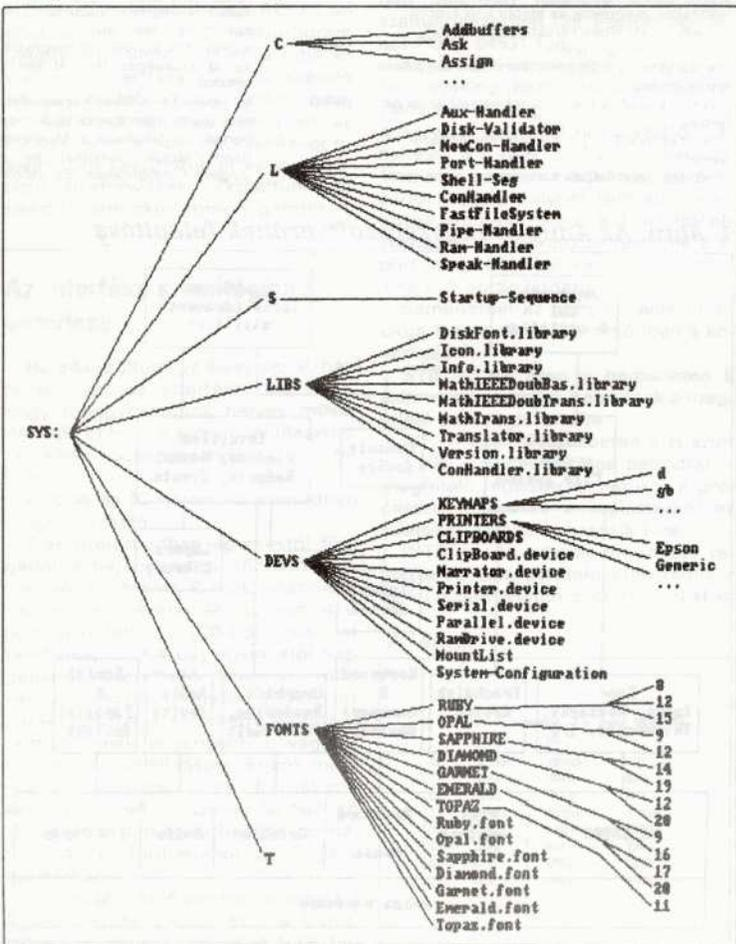 SYS:
C
Addbuffers
Ask
Assign
...
L
Aux-Handler
Disk-Validator
NewCon-Handler
Port-Handler
Shell-Seg
ConHandler
FastFileSystem
Pipe-Handler
Ram-Handler
Speak-Handler
S
Startup-Sequence
LIBS
DiskFont.library
Icon.library
Info.library
MathIEEEDoubBas.library
MathIEEEDoubTrans.library
MathTrans.library
Translator.library
Version.library
ConHandler.library
DEVS
KEYMAPS
d
gb
...
PRINTERS
Epson
Generic
...
CLIPBOARDS
ClipBoard.device
Narrator.device
Printer.device
Serial.device
Parallel.device
RamDrive.device
MountList
System-Configuration
FONTS
RUBY
8
12
15
OPAL
9
12
SAPPHIRE
14
19
DIAMOND
12
20
GARNET
9
16
EMERALD
17
20
TOPAZ
11
Ruby.font
Opal.font
Sapphire.font
Diamond.font
Garnet.font
Emerald.font
Topaz.font
T